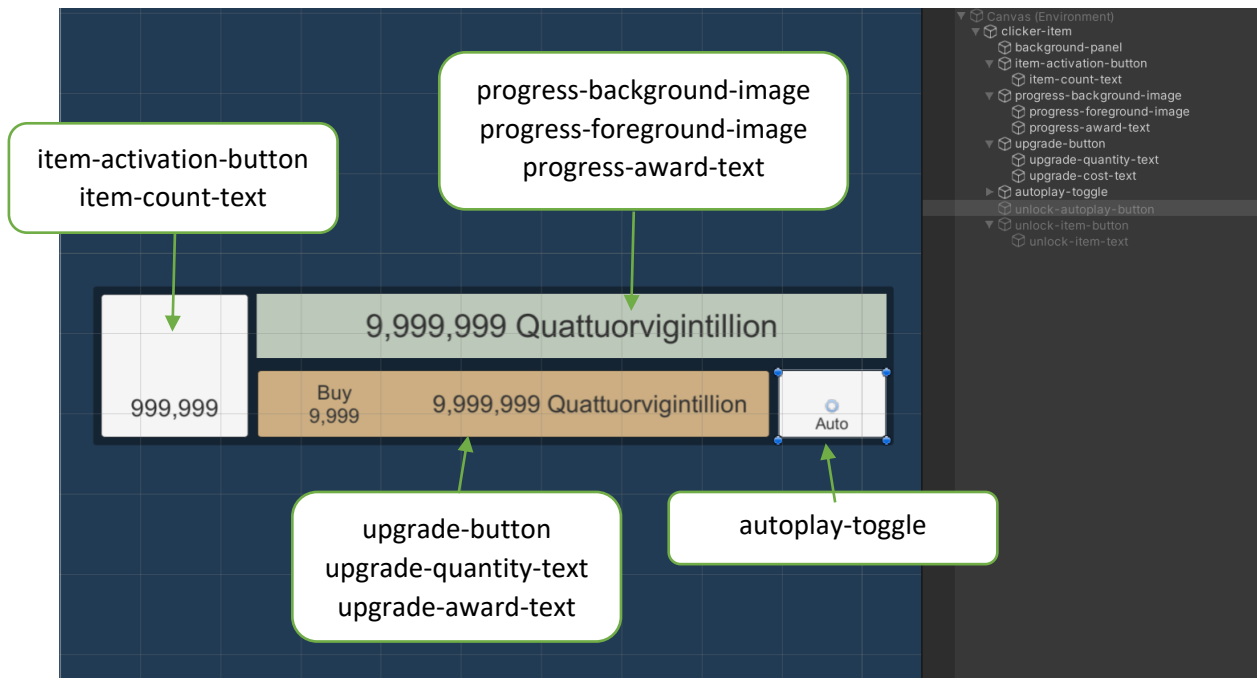 item-activation-button
item-count-text
progress-background-image
progress-foreground-image
progress-award-text
9,999,999 Quattuorvigintillion
999,999
Buy
9,999
9,999,999 Quattuorvigintillion
Auto
upgrade-button
upgrade-quantity-text
upgrade-award-text
autoplay-toggle
Canvas (Environment)
clicker-item
background-panel
item-activation-button
item-count-text
progress-background-image
progress-foreground-image
progress-award-text
upgrade-button
upgrade-quantity-text
upgrade-cost-text
autoplay-toggle
unlock-autoplay-button
unlock-item-button
unlock-item-text